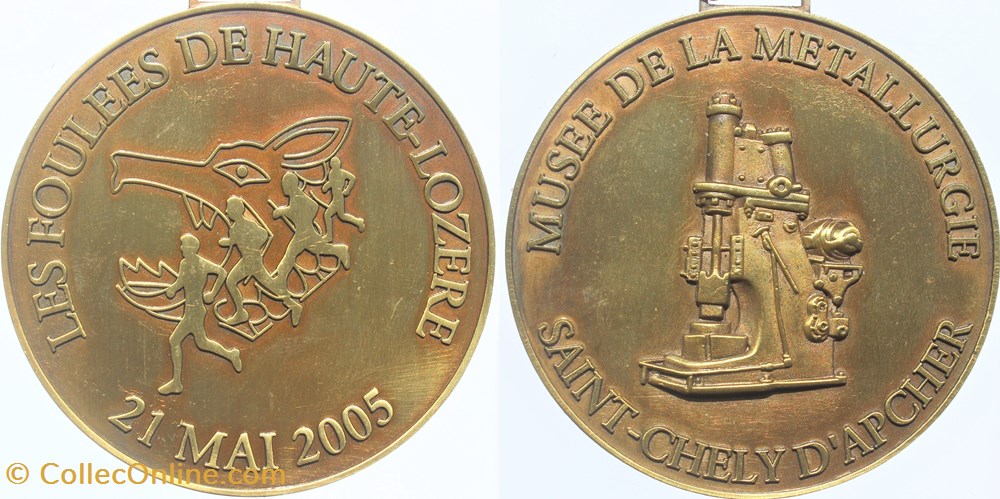 LES FOULEES DE HAUTE-LOZERE
21 MAI 2005
MUSEE DE LA METALLURGIE
SAINT-CHELY D'APCHER
© CollecOnline.com